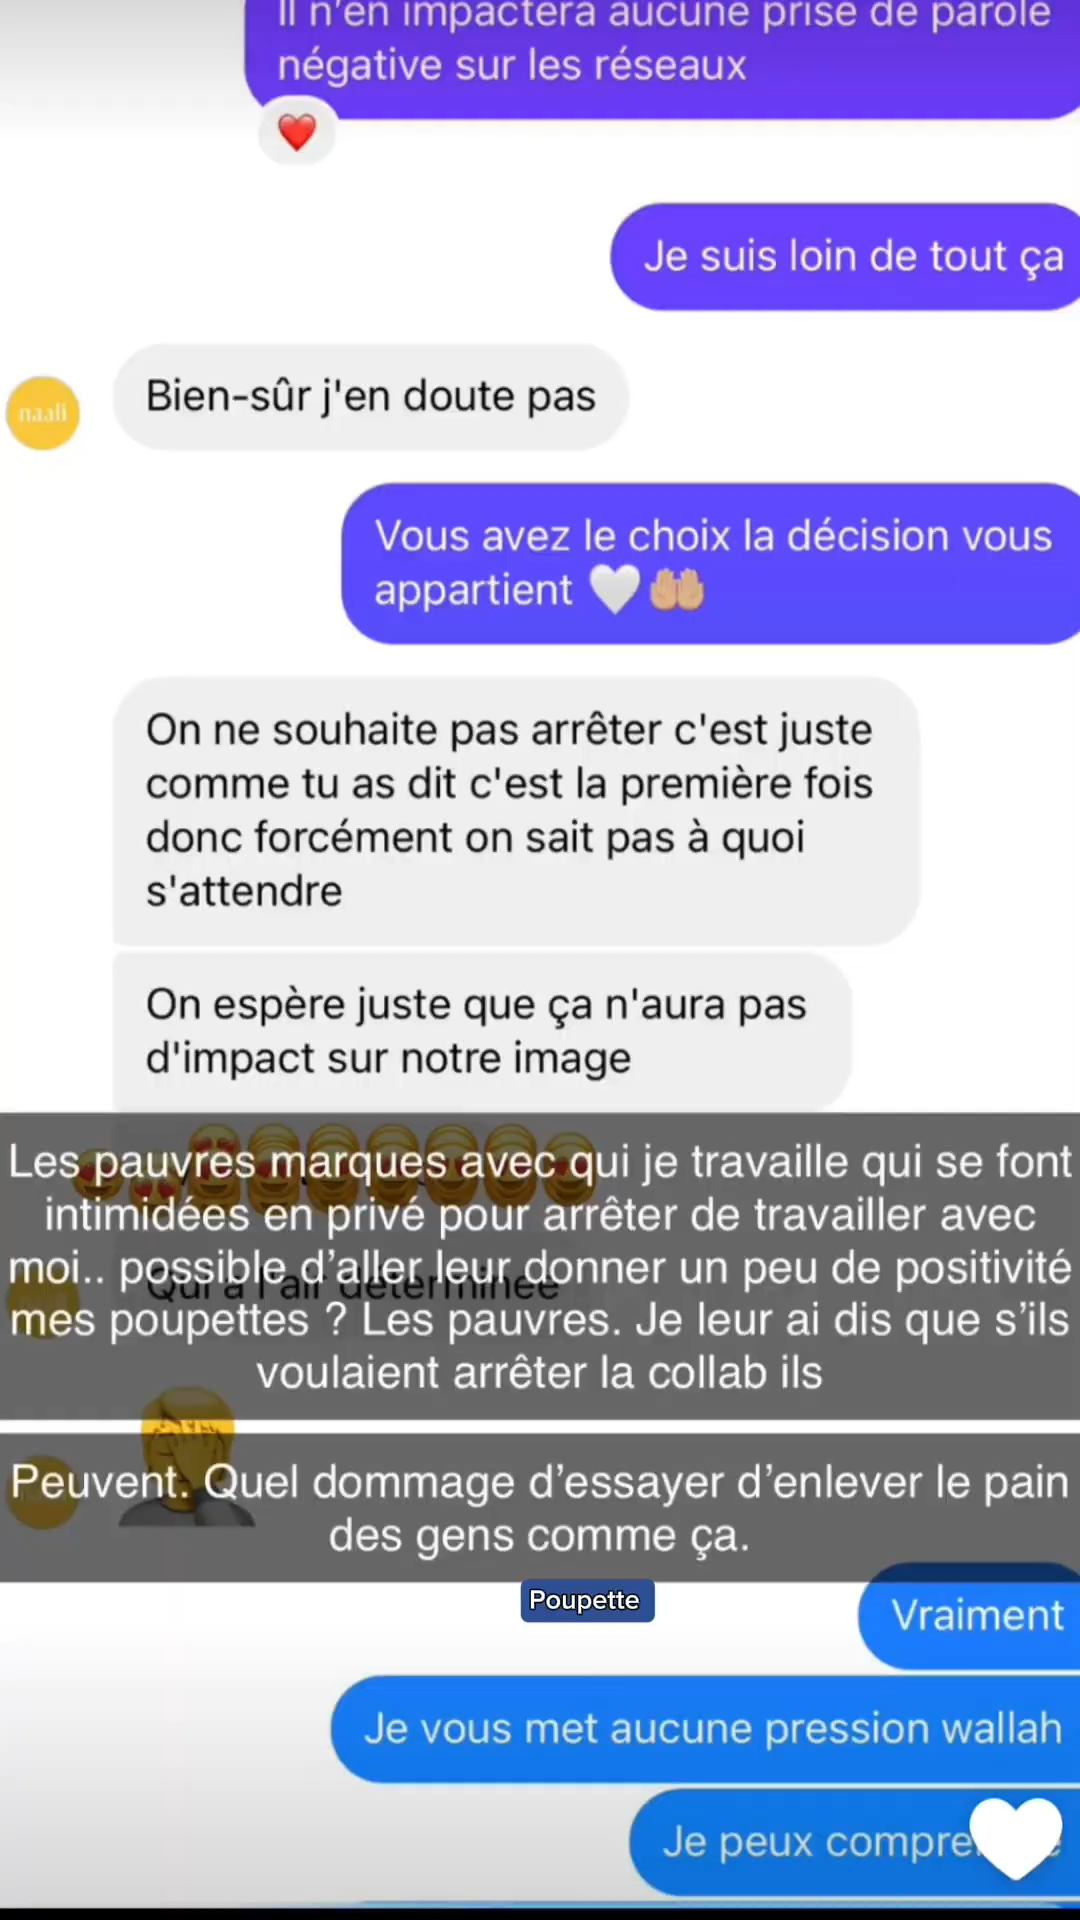 Il n'en impactera aucune prise de parole
négative sur les réseaux
Je suis loin de tout ça
naali
Bien-sûr j'en doute pas
Vous avez le choix la décision vous
appartient
On ne souhaite pas arrêter c'est juste
comme tu as dit c'est la première fois
donc forcément on sait pas à quoi
s'attendre
On espère juste que ça n'aura pas
d'impact sur notre image
Les pauvres marques avec qui je travaille qui se font
intimidées en privé pour arrêter de travailler avec
moi.. possible d’aller leur donner un peu de positivité
Qui a l'air déterminée
mes poupettes ? Les pauvres. Je leur ai dis que s’ils
voulaient arrêter la collab ils
Peuvent. Quel dommage d’essayer d’enlever le pain
des gens comme ça.
Poupette
Vraiment
Je vous met aucune pression wallah
Je peux